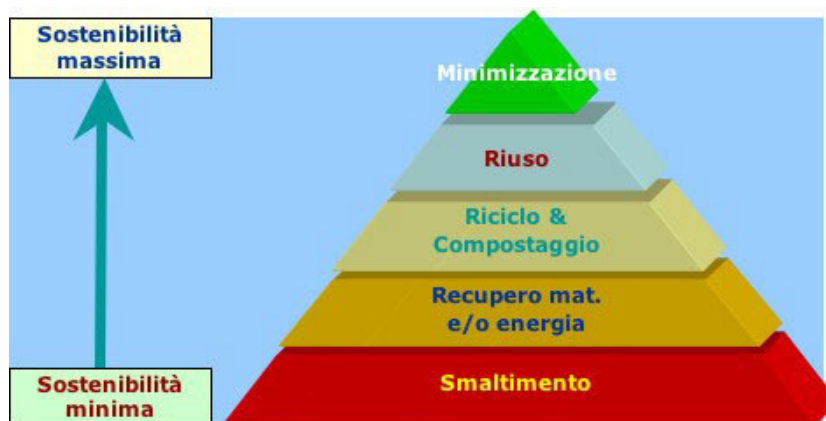 Sostenibilità
massima
Minimizzazione
Riuso
Riciclo &
Compostaggio
Recupero mat.
e/o energia
Sostenibilità
minima
Smaltimento